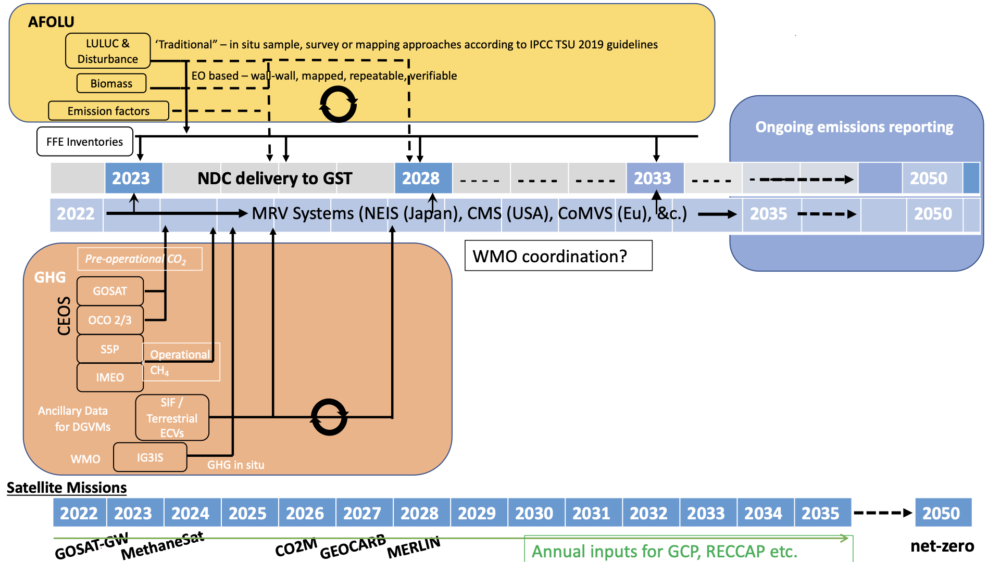 AFOLU
LULUC &
Disturbance
‘Traditional” – in situ sample, survey or mapping approaches according to IPCC TSU 2019 guidelines
EO based – wall-wall, mapped, repeatable, verifiable
Biomass
Emission factors
FFE Inventories
Ongoing emissions reporting
2023
NDC delivery to GST
2028
2033
2050
2022
MRV Systems (NEIS (Japan), CMS (USA), CoMVS (Eu), &c.)
2035
2050
WMO coordination?
Pre-operational CO2
GHG
CEOS
GOSAT
OCO 2/3
S5P
IMEO
Operational
CH4
Ancillary Data
for DGVMs
SIF /
Terrestrial
ECVs
WMO
IG3IS
GHG in situ
Satellite Missions
2022 2023 2024 2025 2026 2027 2028 2029 2030 2031 2032 2033 2034 2035 2050
GOSAT-GW
MethaneSat
CO2M
GEOCARB
MERLIN
Annual inputs for GCP, RECCAP etc.
net-zero